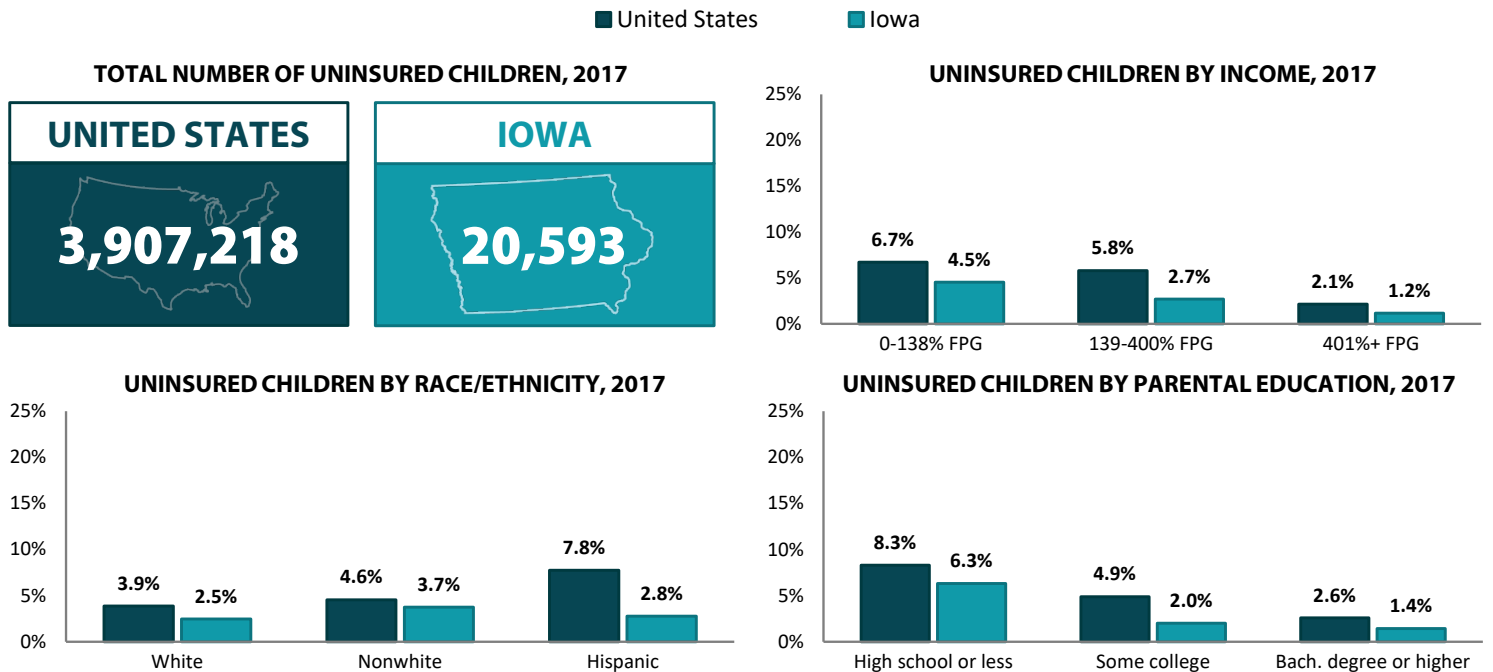 United States Iowa
TOTAL NUMBER OF UNINSURED CHILDREN, 2017
UNITED STATES
3,907,218
IOWA
20,593
UNINSURED CHILDREN BY INCOME, 2017
25%
20%
15%
10%
5%
0%
6.7% 4.5% 5.8% 2.7% 2.1% 1.2%
0-138% FPG 139-400% FPG 401%+ FPG
UNINSURED CHILDREN BY RACE/ETHNICITY, 2017
25%
20%
15%
10%
5%
0%
3.9% 2.5% 4.6% 3.7% 7.8% 2.8%
White Nonwhite Hispanic
UNINSURED CHILDREN BY PARENTAL EDUCATION, 2017
25%
20%
15%
10%
5%
0%
8.3% 6.3% 4.9% 2.0% 2.6% 1.4%
High school or less Some college Bach. degree or higher